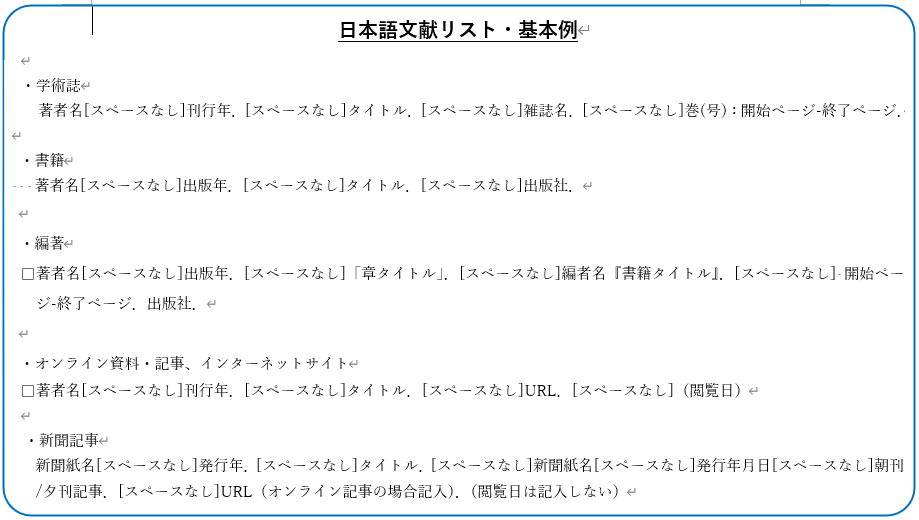 日本語文献リスト・基本例↵
↵
・学術誌↵
著者名[スペースなし]刊行年．[スペースなし]タイトル．[スペースなし]雑誌名．[スペースなし]巻(号)：開始ページ-終了ページ．
↵
・書籍↵
著者名[スペースなし]出版年．[スペースなし]タイトル．[スペースなし]出版社．↵
↵
・編著↵
□著者名[スペースなし]出版年．[スペースなし]「章タイトル」．[スペースなし]編者名『書籍タイトル』．[スペースなし] 開始ペー
ジ-終了ページ．出版社．↵
↵
・オンライン資料・記事、インターネットサイト↵
□著者名[スペースなし]刊行年．[スペースなし]タイトル．[スペースなし]URL．[スペースなし]（閲覧日）↵
↵
・新聞記事↵
新聞紙名[スペースなし]発行年．[スペースなし]タイトル．[スペースなし]新聞紙名[スペースなし]発行年月日[スペースなし]朝刊
/夕刊記事．[スペースなし]URL（オンライン記事の場合記入）．（閲覧日は記入しない）↵